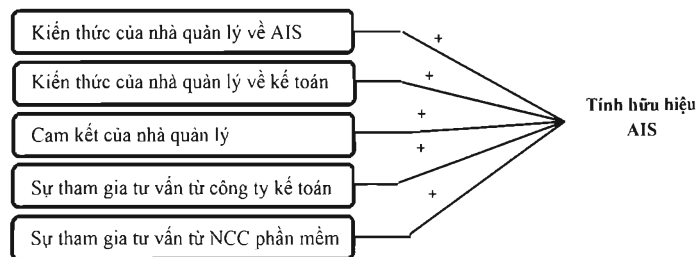 Kiến thức của nhà quản lý về AIS
+
Kiến thức của nhà quản lý về kế toán
+
Tính hữu hiệu
AIS
Cam kết của nhà quản lý
+
+
Sự tham gia tư vấn từ công ty kế toán
+
Sự tham gia tư vấn từ NCC phần mềm